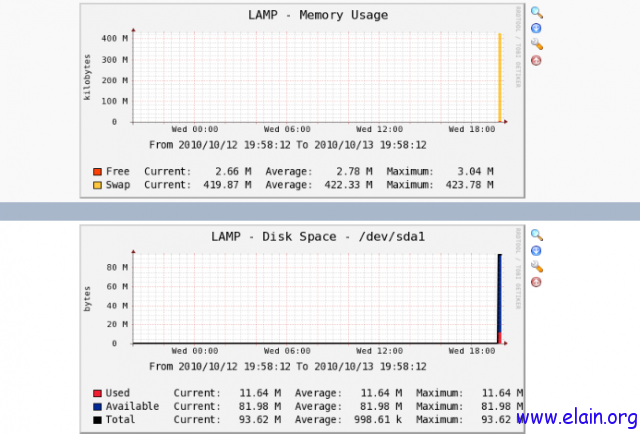 LAMP - Memory Usage
RRDTOOL / TOBI OETIKER
kilobytes
400 M
300 M
200 M
100 M
0
Wed 00:00 Wed 06:00 Wed 12:00 Wed 18:00
From 2010/10/12 19:58:12 To 2010/10/13 19:58:12
Free Current: 2.66 M Average: 2.78 M Maximum: 3.04 M
Swap Current: 419.87 M Average: 422.33 M Maximum: 423.78 M
LAMP - Disk Space - /dev/sda1
RRDTOOL / TOBI OETIKER
bytes
80 M
60 M
40 M
20 M
0
Wed 00:00 Wed 06:00 Wed 12:00 Wed 18:00
From 2010/10/12 19:58:12 To 2010/10/13 19:58:12
Used Current: 11.64 M Average: 11.64 M Maximum: 11.64 M
Available Current: 81.98 M Average: 81.98 M Maximum: 81.98 M
Total Current: 93.62 M Average: 998.61 k Maximum: 93.62
www.elain.org